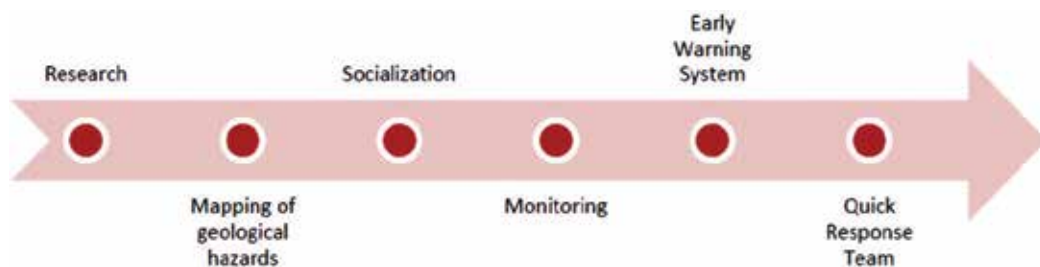 Research
Mapping of
geological
hazards
Socialization
Monitoring
Early
Warning
System
Quick
Response
Team